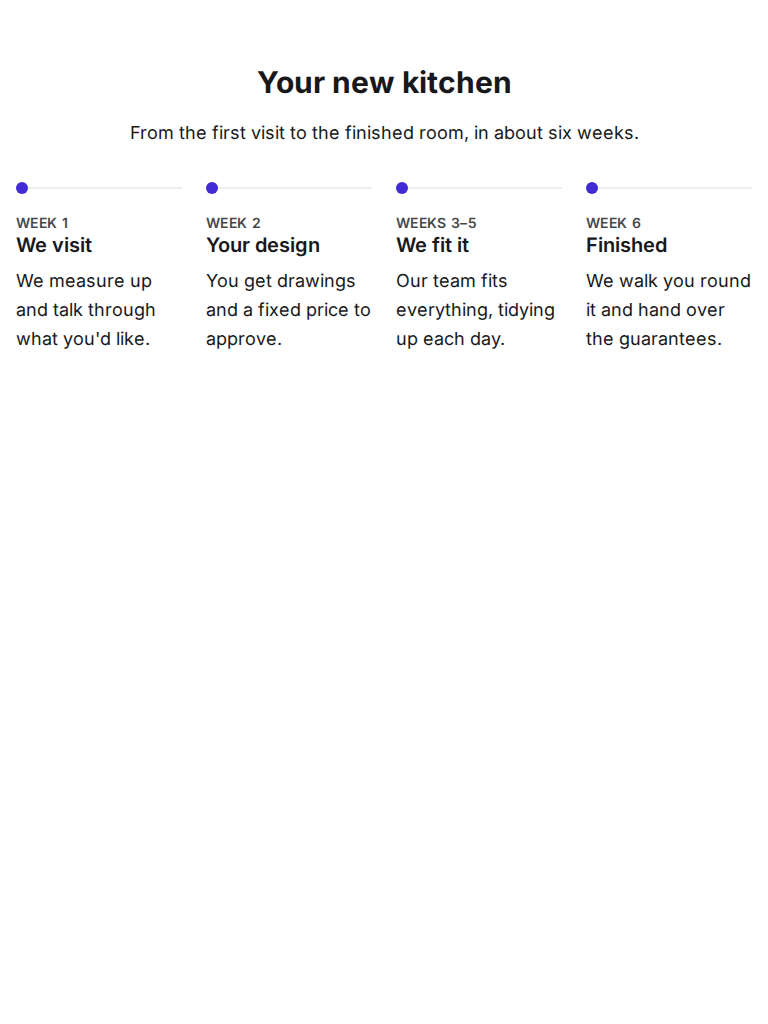 Your new kitchen
From the first visit to the finished room, in about six weeks.
WEEK 1
We visit
We measure up
and talk through
what you'd like.
WEEK 2
Your design
You get drawings
and a fixed price to
approve.
WEEKS 3–5
We fit it
Our team fits
everything, tidying
up each day.
WEEK 6
Finished
We walk you round
it and hand over
the guarantees.